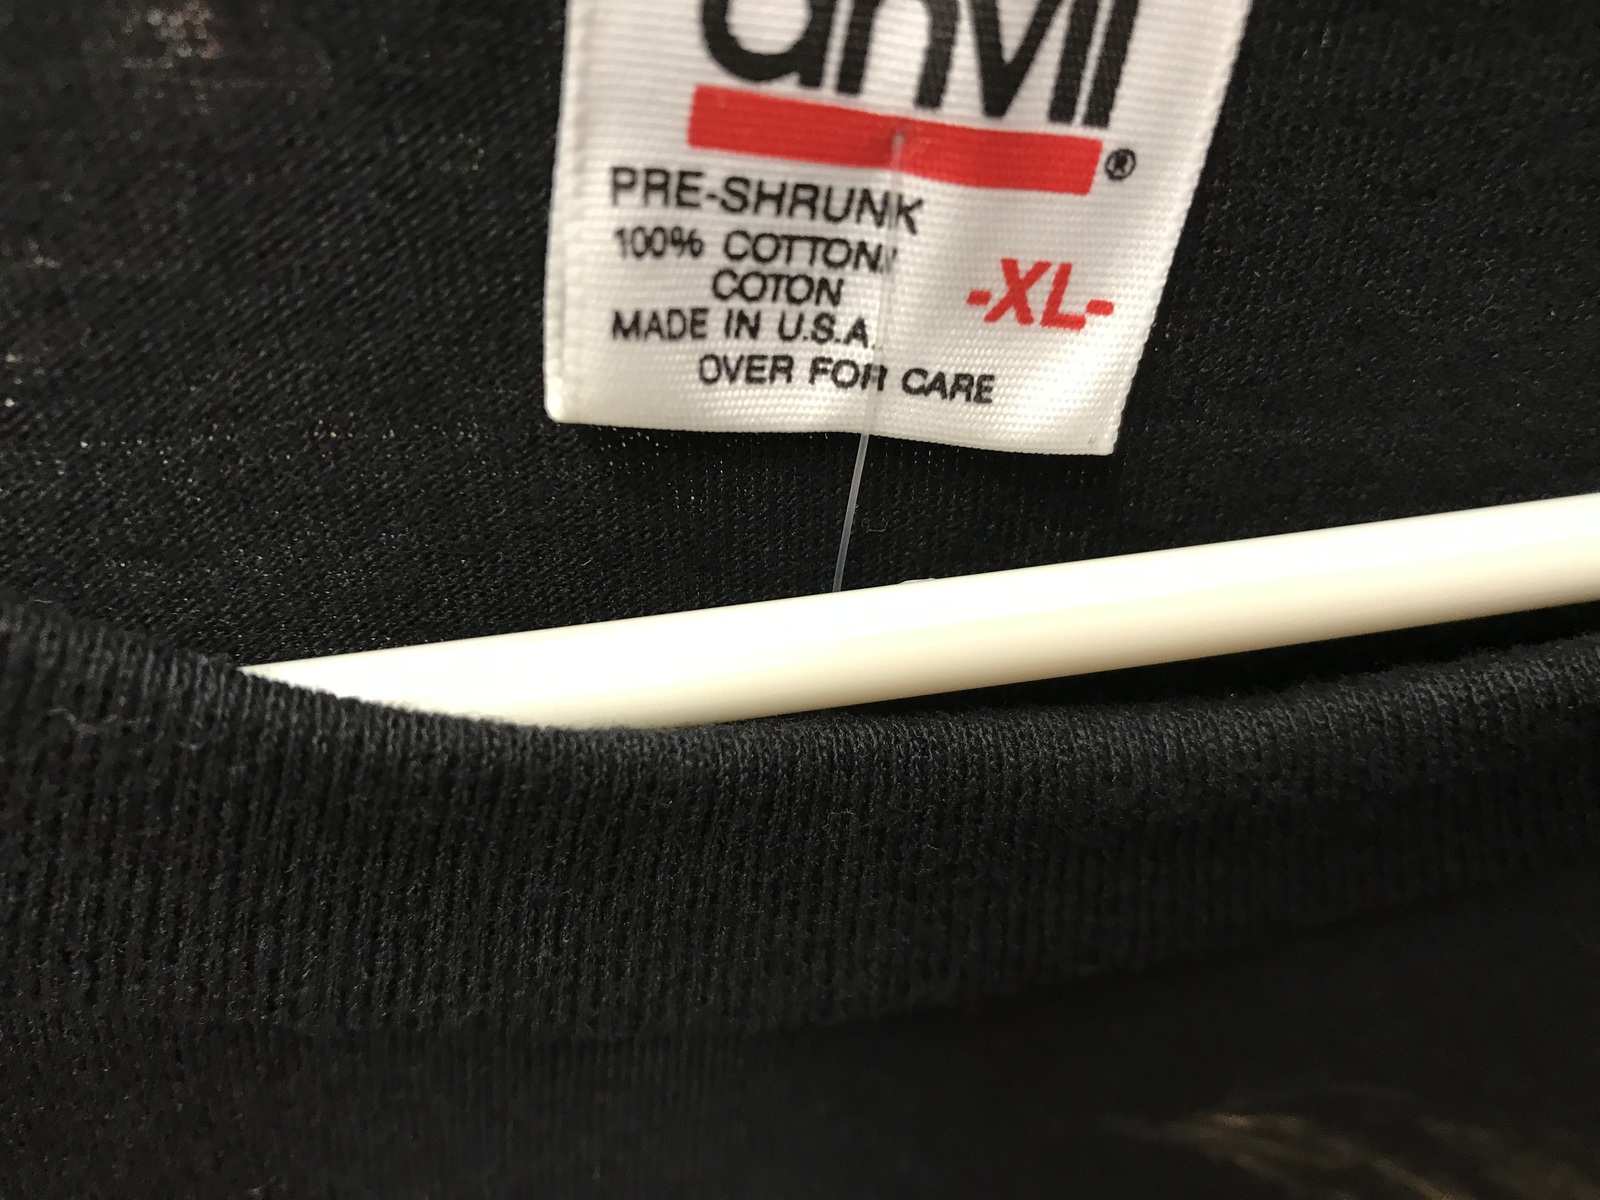 anvil®
PRE-SHRUNK
100% COTTON/
COTON
-XL-
MADE IN U.S.A.
OVER FOR CARE